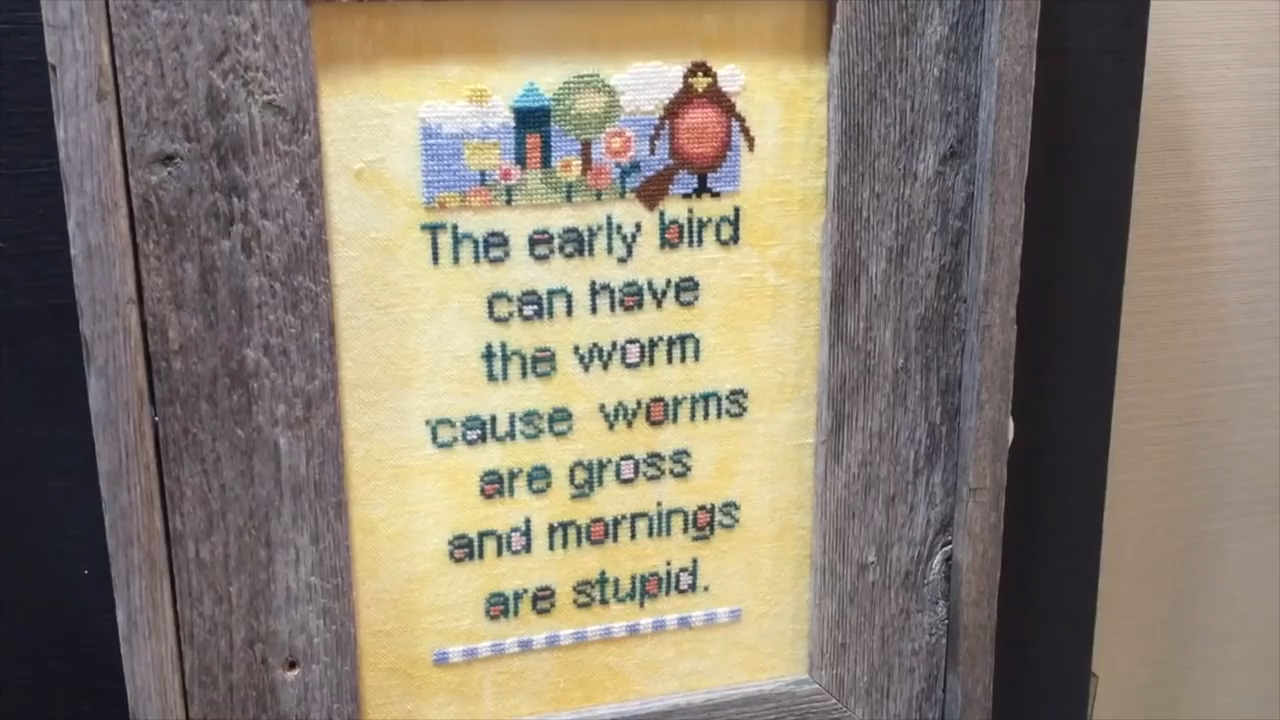 The early bird
can have
the worm
'cause worms
are gross
and mornings
are stupid.